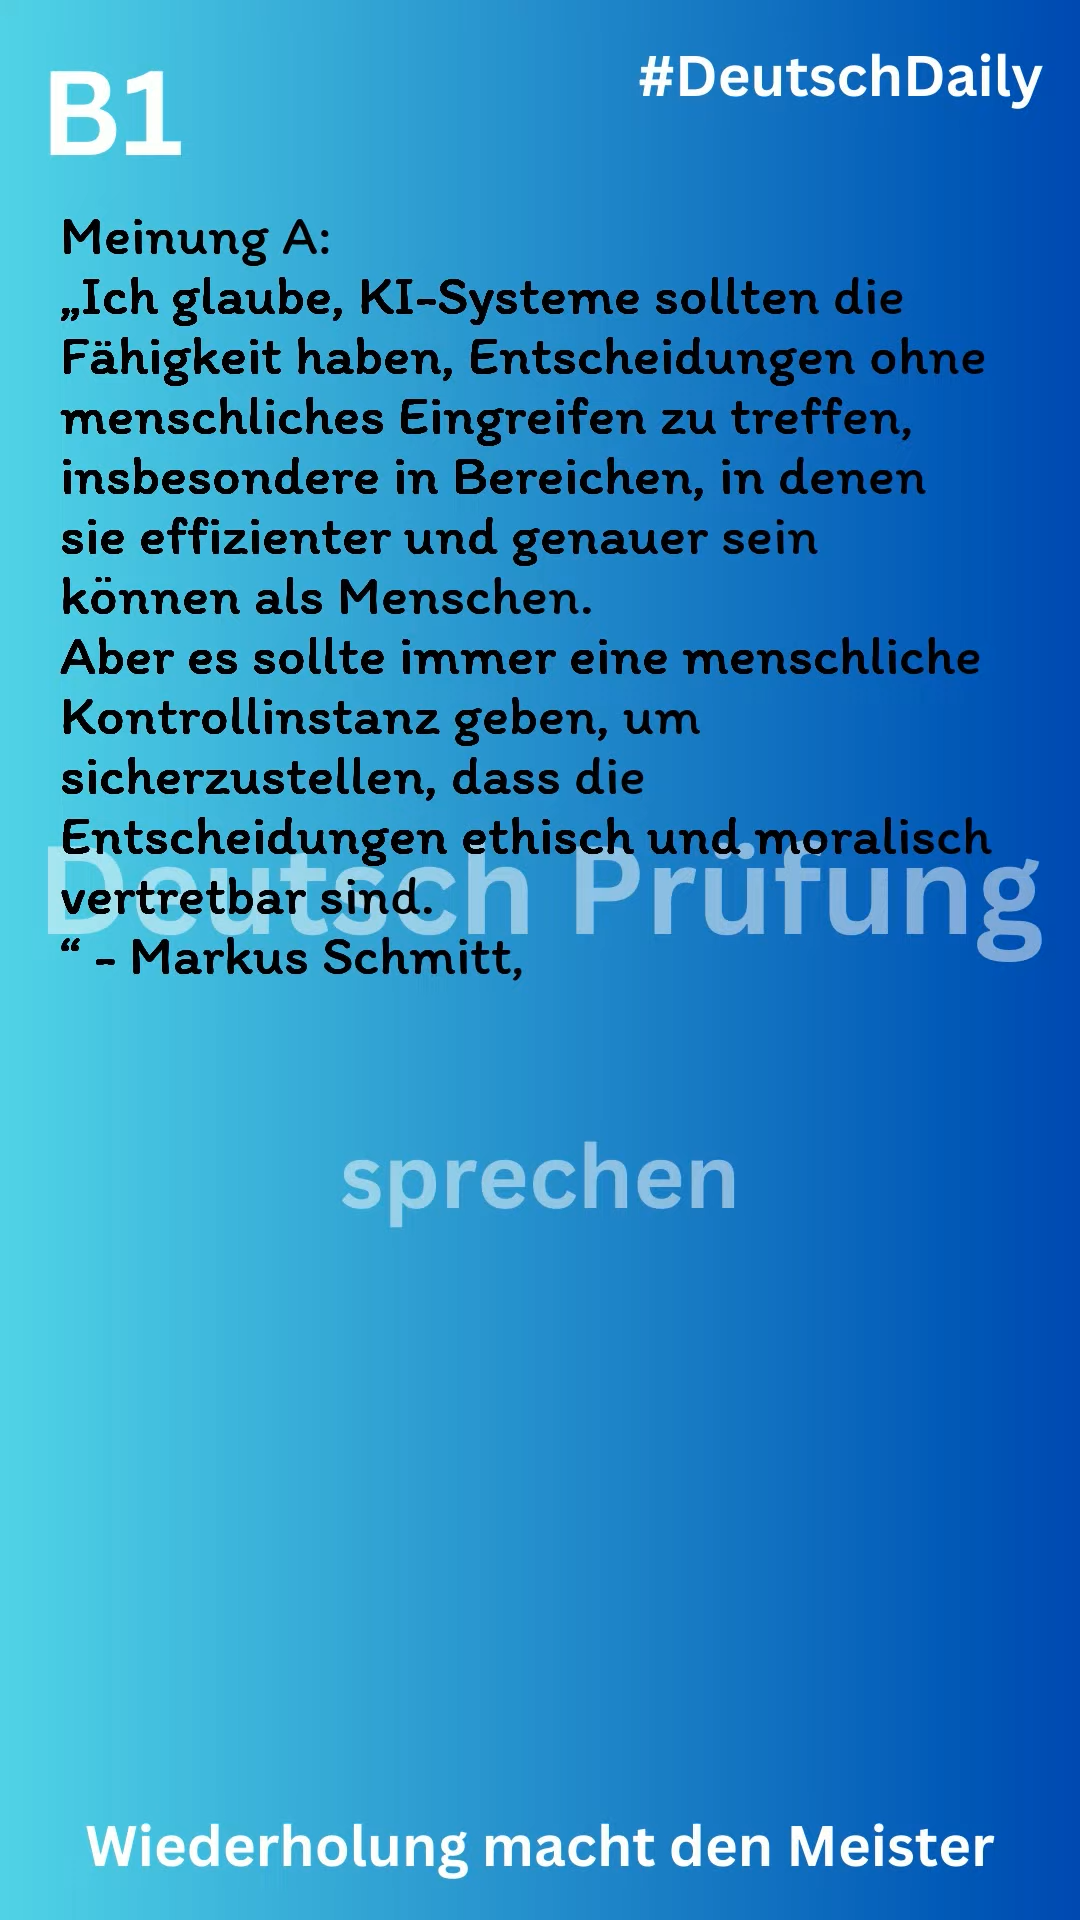 B1
#DeutschDaily
Meinung A:
„Ich glaube, KI-Systeme sollten die
Fähigkeit haben, Entscheidungen ohne
menschliches Eingreifen zu treffen,
insbesondere in Bereichen, in denen
sie effizienter und genauer sein
können als Menschen.
Aber es sollte immer eine menschliche
Kontrollinstanz geben, um
sicherzustellen, dass die
Entscheidungen ethisch und moralisch
Deutsch Prüfung
vertretbar sind.
“ - Markus Schmitt,
sprechen
Wiederholung macht den Meister